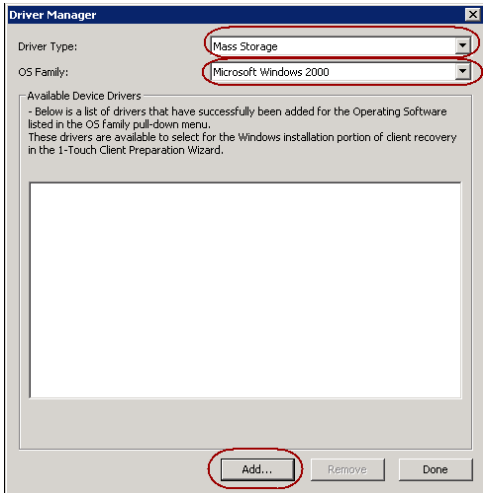 Driver Manager
Driver Type: Mass Storage
OS Family: Microsoft Windows 2000
Available Device Drivers
- Below is a list of drivers that have successfully been added for the Operating Software
listed in the OS family pull-down menu.
These drivers are available to select for the Windows installation portion of client recovery
in the 1-Touch Client Preparation Wizard.
Add... Remove Done